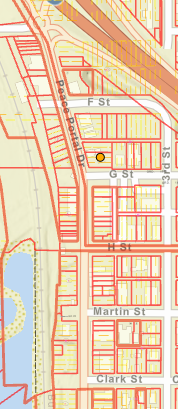 F St
Peace Portal Dr
G St
3rd St
H St
Martin St
Clark St